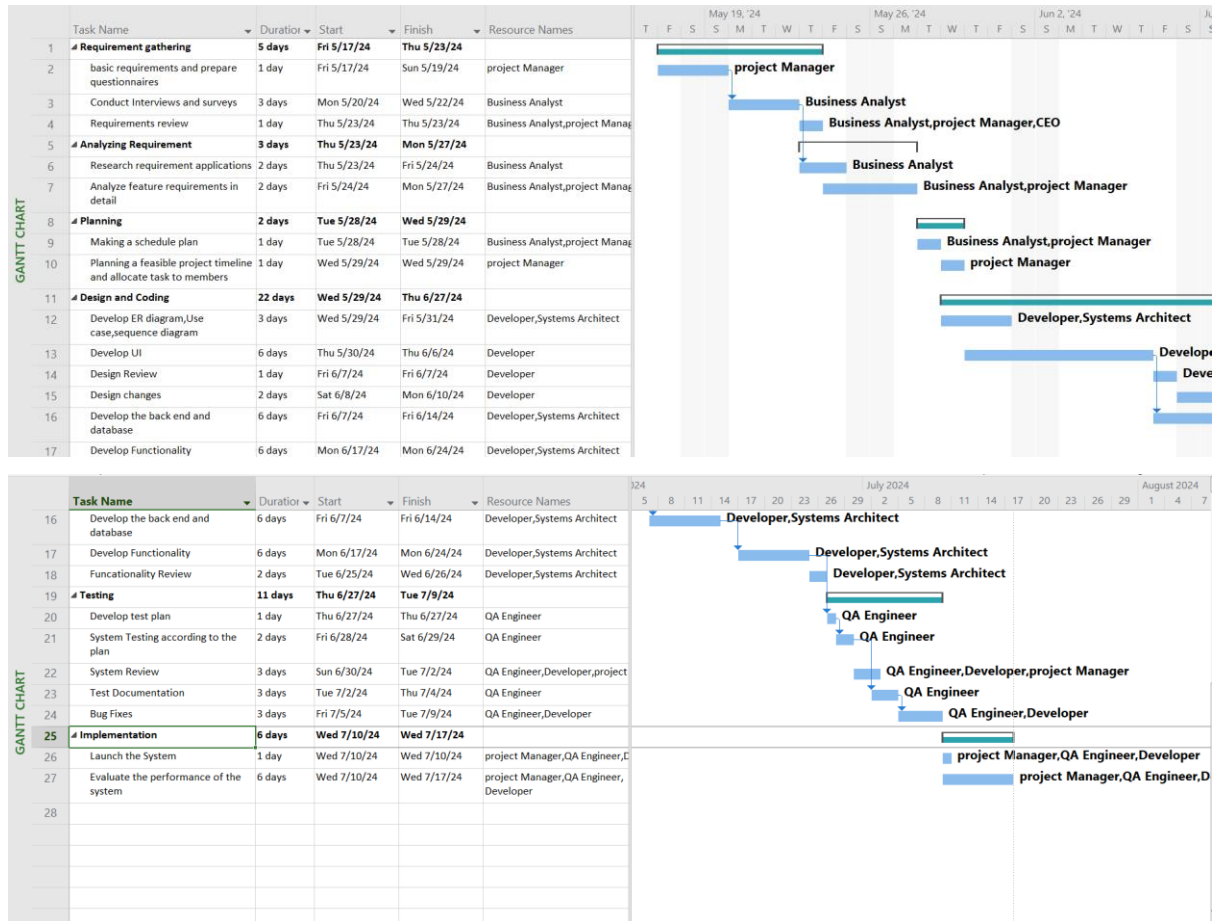 May 19, '24 May 26, '24 Jun 2, '24
Task Name Duration Start Finish Resource Names T F S S M T W T F S S M T W T F S S M T W T F S
1 Requirement gathering 5 days Fri 5/17/24 Thu 5/23/24
2 basic requirements and prepare 1 day Fri 5/17/24 Sun 5/19/24 project Manager project Manager
questionnaires
3 Conduct Interviews and surveys 3 days Mon 5/20/24 Wed 5/22/24 Business Analyst Business Analyst
4 Requirements review 1 day Thu 5/23/24 Thu 5/23/24 Business Analyst,project Manag Business Analyst,project Manager,CEO
5 Analyzing Requirement 3 days Thu 5/23/24 Mon 5/27/24
6 Research requirement applications 2 days Thu 5/23/24 Fri 5/24/24 Business Analyst Business Analyst
7 Analyze feature requirements in 2 days Fri 5/24/24 Mon 5/27/24 Business Analyst,project Manag Business Analyst,project Manager
detail
GANTT CHART
8 Planning 2 days Tue 5/28/24 Wed 5/29/24
9 Making a schedule plan 1 day Tue 5/28/24 Tue 5/28/24 Business Analyst,project Manag Business Analyst,project Manager
10 Planning a feasible project timeline 1 day Wed 5/29/24 Wed 5/29/24 project Manager project Manager
and allocate task to members
11 Design and Coding 22 days Wed 5/29/24 Thu 6/27/24
12 Develop ER diagram,Use 3 days Wed 5/29/24 Fri 5/31/24 Developer,Systems Architect Developer,Systems Architect
case,sequence diagram
13 Develop UI 6 days Thu 5/30/24 Thu 6/6/24 Developer Develope
14 Design Review 1 day Fri 6/7/24 Fri 6/7/24 Developer Deve
15 Design changes 2 days Sat 6/8/24 Mon 6/10/24 Developer
16 Develop the back end and 6 days Fri 6/7/24 Fri 6/14/24 Developer,Systems Architect
database
17 Develop Functionality 6 days Mon 6/17/24 Mon 6/24/24 Developer,Systems Architect
July 2024 August 2024
Task Name Duration Start Finish Resource Names 5 8 11 14 17 20 23 26 29 2 5 8 11 14 17 20 23 26 29 1 4 7
16 Develop the back end and 6 days Fri 6/7/24 Fri 6/14/24 Developer,Systems Architect Developer,Systems Architect
database
17 Develop Functionality 6 days Mon 6/17/24 Mon 6/24/24 Developer,Systems Architect Developer,Systems Architect
18 Funcationality Review 2 days Tue 6/25/24 Wed 6/26/24 Developer,Systems Architect Developer,Systems Architect
19 Testing 11 days Thu 6/27/24 Tue 7/9/24
20 Develop test plan 1 day Thu 6/27/24 Thu 6/27/24 QA Engineer QA Engineer
21 System Testing according to the 2 days Fri 6/28/24 Sat 6/29/24 QA Engineer QA Engineer
plan
22 System Review 3 days Sun 6/30/24 Tue 7/2/24 QA Engineer,Developer,project QA Engineer,Developer,project Manager
23 Test Documentation 3 days Tue 7/2/24 Thu 7/4/24 QA Engineer QA Engineer
24 Bug Fixes 3 days Fri 7/5/24 Tue 7/9/24 QA Engineer,Developer QA Engineer,Developer
GANTT CHART
25 Implementation 6 days Wed 7/10/24 Wed 7/17/24
26 Launch the System 1 day Wed 7/10/24 Wed 7/10/24 project Manager,QA Engineer,D project Manager,QA Engineer,Developer
27 Evaluate the performance of the 6 days Wed 7/10/24 Wed 7/17/24 project Manager,QA Engineer, project Manager,QA Engineer,D
system Developer
28